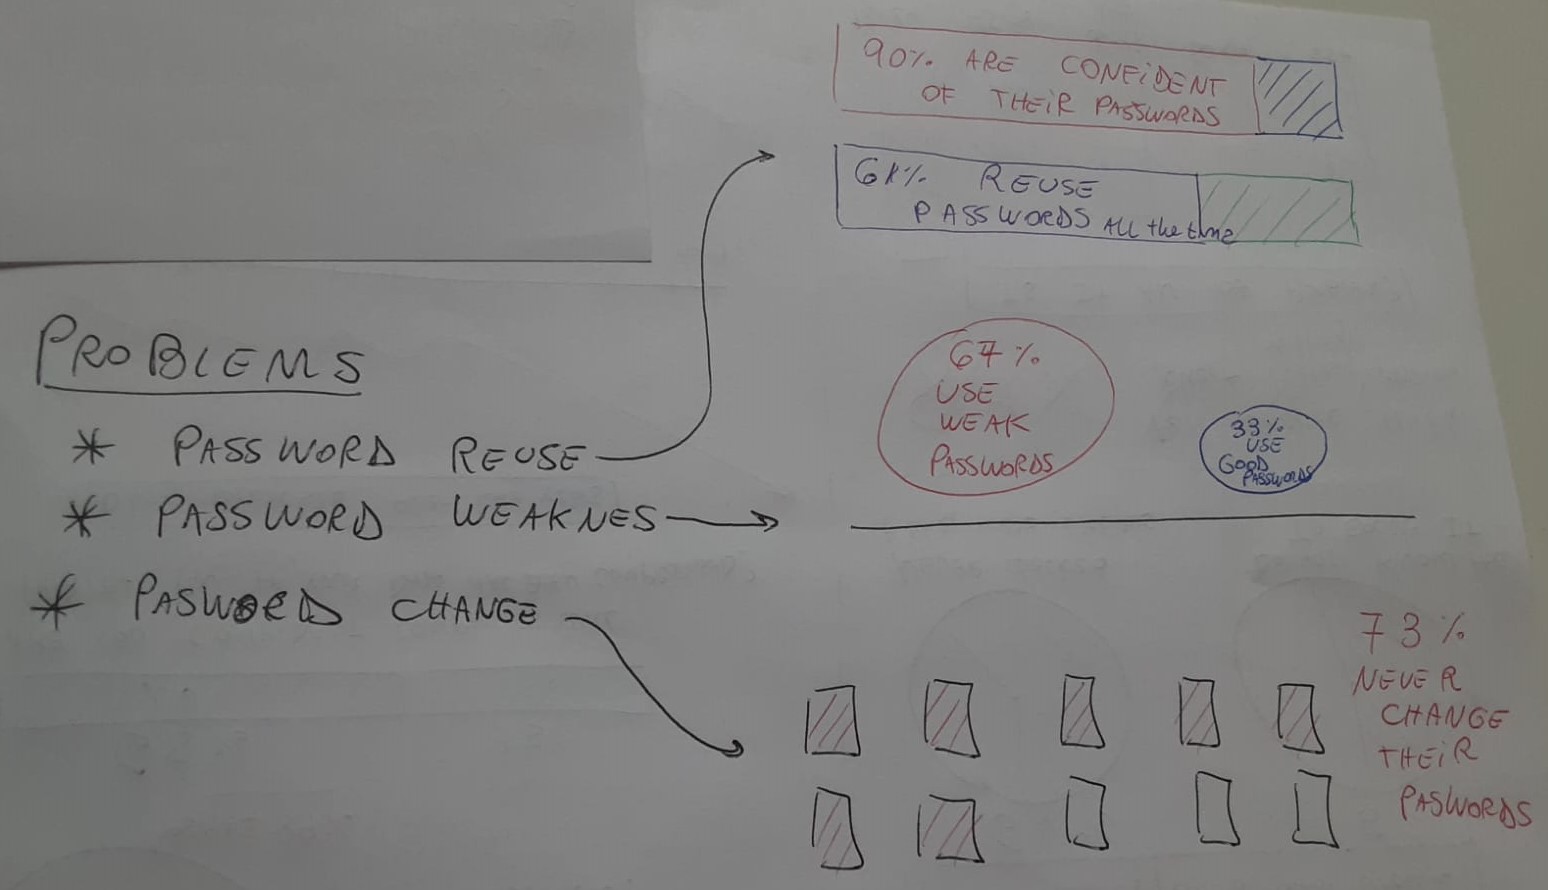 PROBLEMS
* PASSWORD REUSE
* PASSWORD WEAKNES
* PASWORD CHANGE
90% ARE CONFIDENT
OF THEIR PASSWORDS
REUSE
PASSWORDS ALL the time
67%
USE
WEAK
PASSWORDS
33%
USE
GOOD
PASSWORDS
73%
NEVER
CHANGE
THEIR
PASWORDS